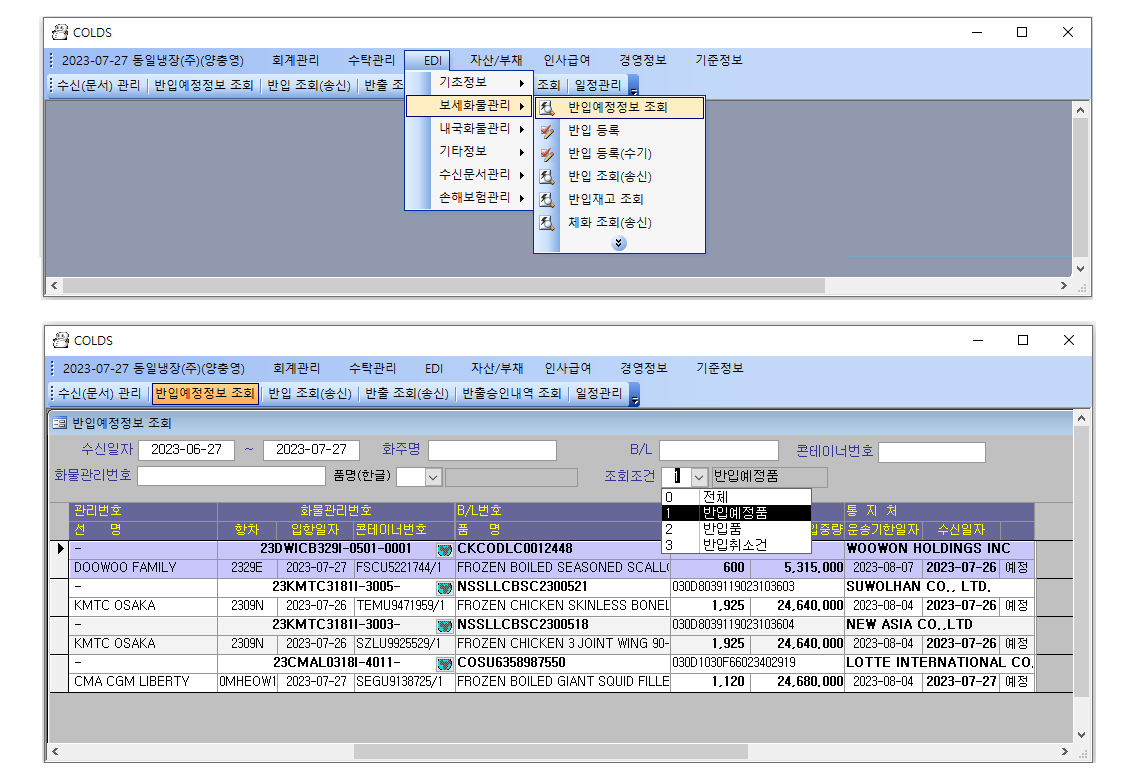 COLDS
2023-07-27 동일냉장(주)(양충영) 회계관리 수탁관리 EDI 자산/부채 인사급여 경영정보 기준정보
수신(문서) 관리 반입예정정보 조회 반입 조회(송신) 반출 조 조회 일정관리
기초정보
보세화물관리 반입예정정보 조회
내국화물관리 반입 등록
기타정보 반입 등록(수기)
수신문서관리 반입 조회(송신)
손해보험관리 반입재고 조회
체화 조회(송신)
COLDS
2023-07-27 동일냉장(주)(양충영) 회계관리 수탁관리 EDI 자산/부채 인사급여 경영정보 기준정보
수신(문서) 관리 반입예정정보 조회 반입 조회(송신) 반출 조회(송신) 반출승인내역 조회 일정관리
반입예정정보 조회
수신일자 2023-06-27 ~ 2023-07-27 화주명 B/L 콘테이너번호
화물관리번호 품명(한글) 조회조건 1 반입예정품
0 전체
1 반입예정품
2 반입품
3 반입취소건
관리번호 화물관리번호 B/L번호 통 지 처
선 명 항차 입항일자 콘테이너번호 품 명 입중량 운송기한일자 수신일자
- 23DWICB329I-0501-0001 CKCODLC0012448 WOOWON HOLDINGS INC
DOOWOO FAMILY 2329E 2023-07-27 FSCU5221744/1 FROZEN BOILED SEASONED SCALL 600 5,315,000 2023-08-07 2023-07-26 예정
- 23KMTC3181I-3005- NSSLLCBSC2300521 030D8039119023103603 SUWOLHAN CO., LTD.
KMTC OSAKA 2309N 2023-07-26 TEMU9471959/1 FROZEN CHICKEN SKINLESS BONEL 1,925 24,640,000 2023-08-04 2023-07-26 예정
- 23KMTC3181I-3003- NSSLLCBSC2300518 030D8039119023103604 NEW ASIA CO.,LTD
KMTC OSAKA 2309N 2023-07-26 SZLU9925529/1 FROZEN CHICKEN 3 JOINT WING 90- 1,925 24,640,000 2023-08-04 2023-07-26 예정
- 23CMAL0318I-4011- COSU6358987550 030D1030F66023402919 LOTTE INTERNATIONAL CO.
CMA CGM LIBERTY 0MHEOW1 2023-07-27 SEGU9138725/1 FROZEN BOILED GIANT SQUID FILLE 1,120 24,680,000 2023-08-04 2023-07-27 예정